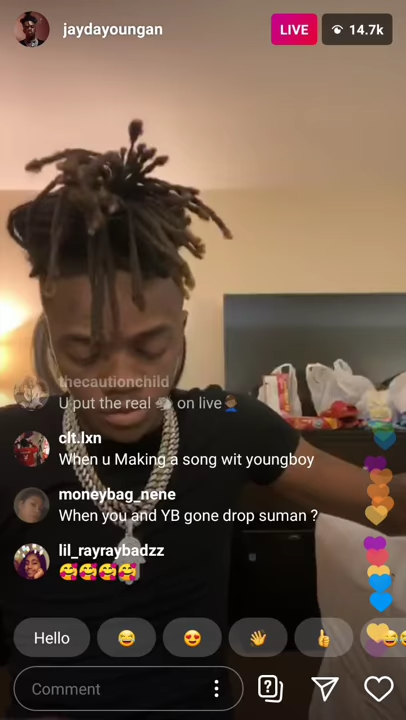 jaydayoungan
LIVE
14.7k
thecautionchild
U put the real 🧢 on live🤦🏾‍♂️
clt.lxn
When u Making a song wit youngboy
moneybag_nene
When you and YB gone drop suman ?
lil_rayraybadzz
🥰🥰🥰🥰
Hello
Comment